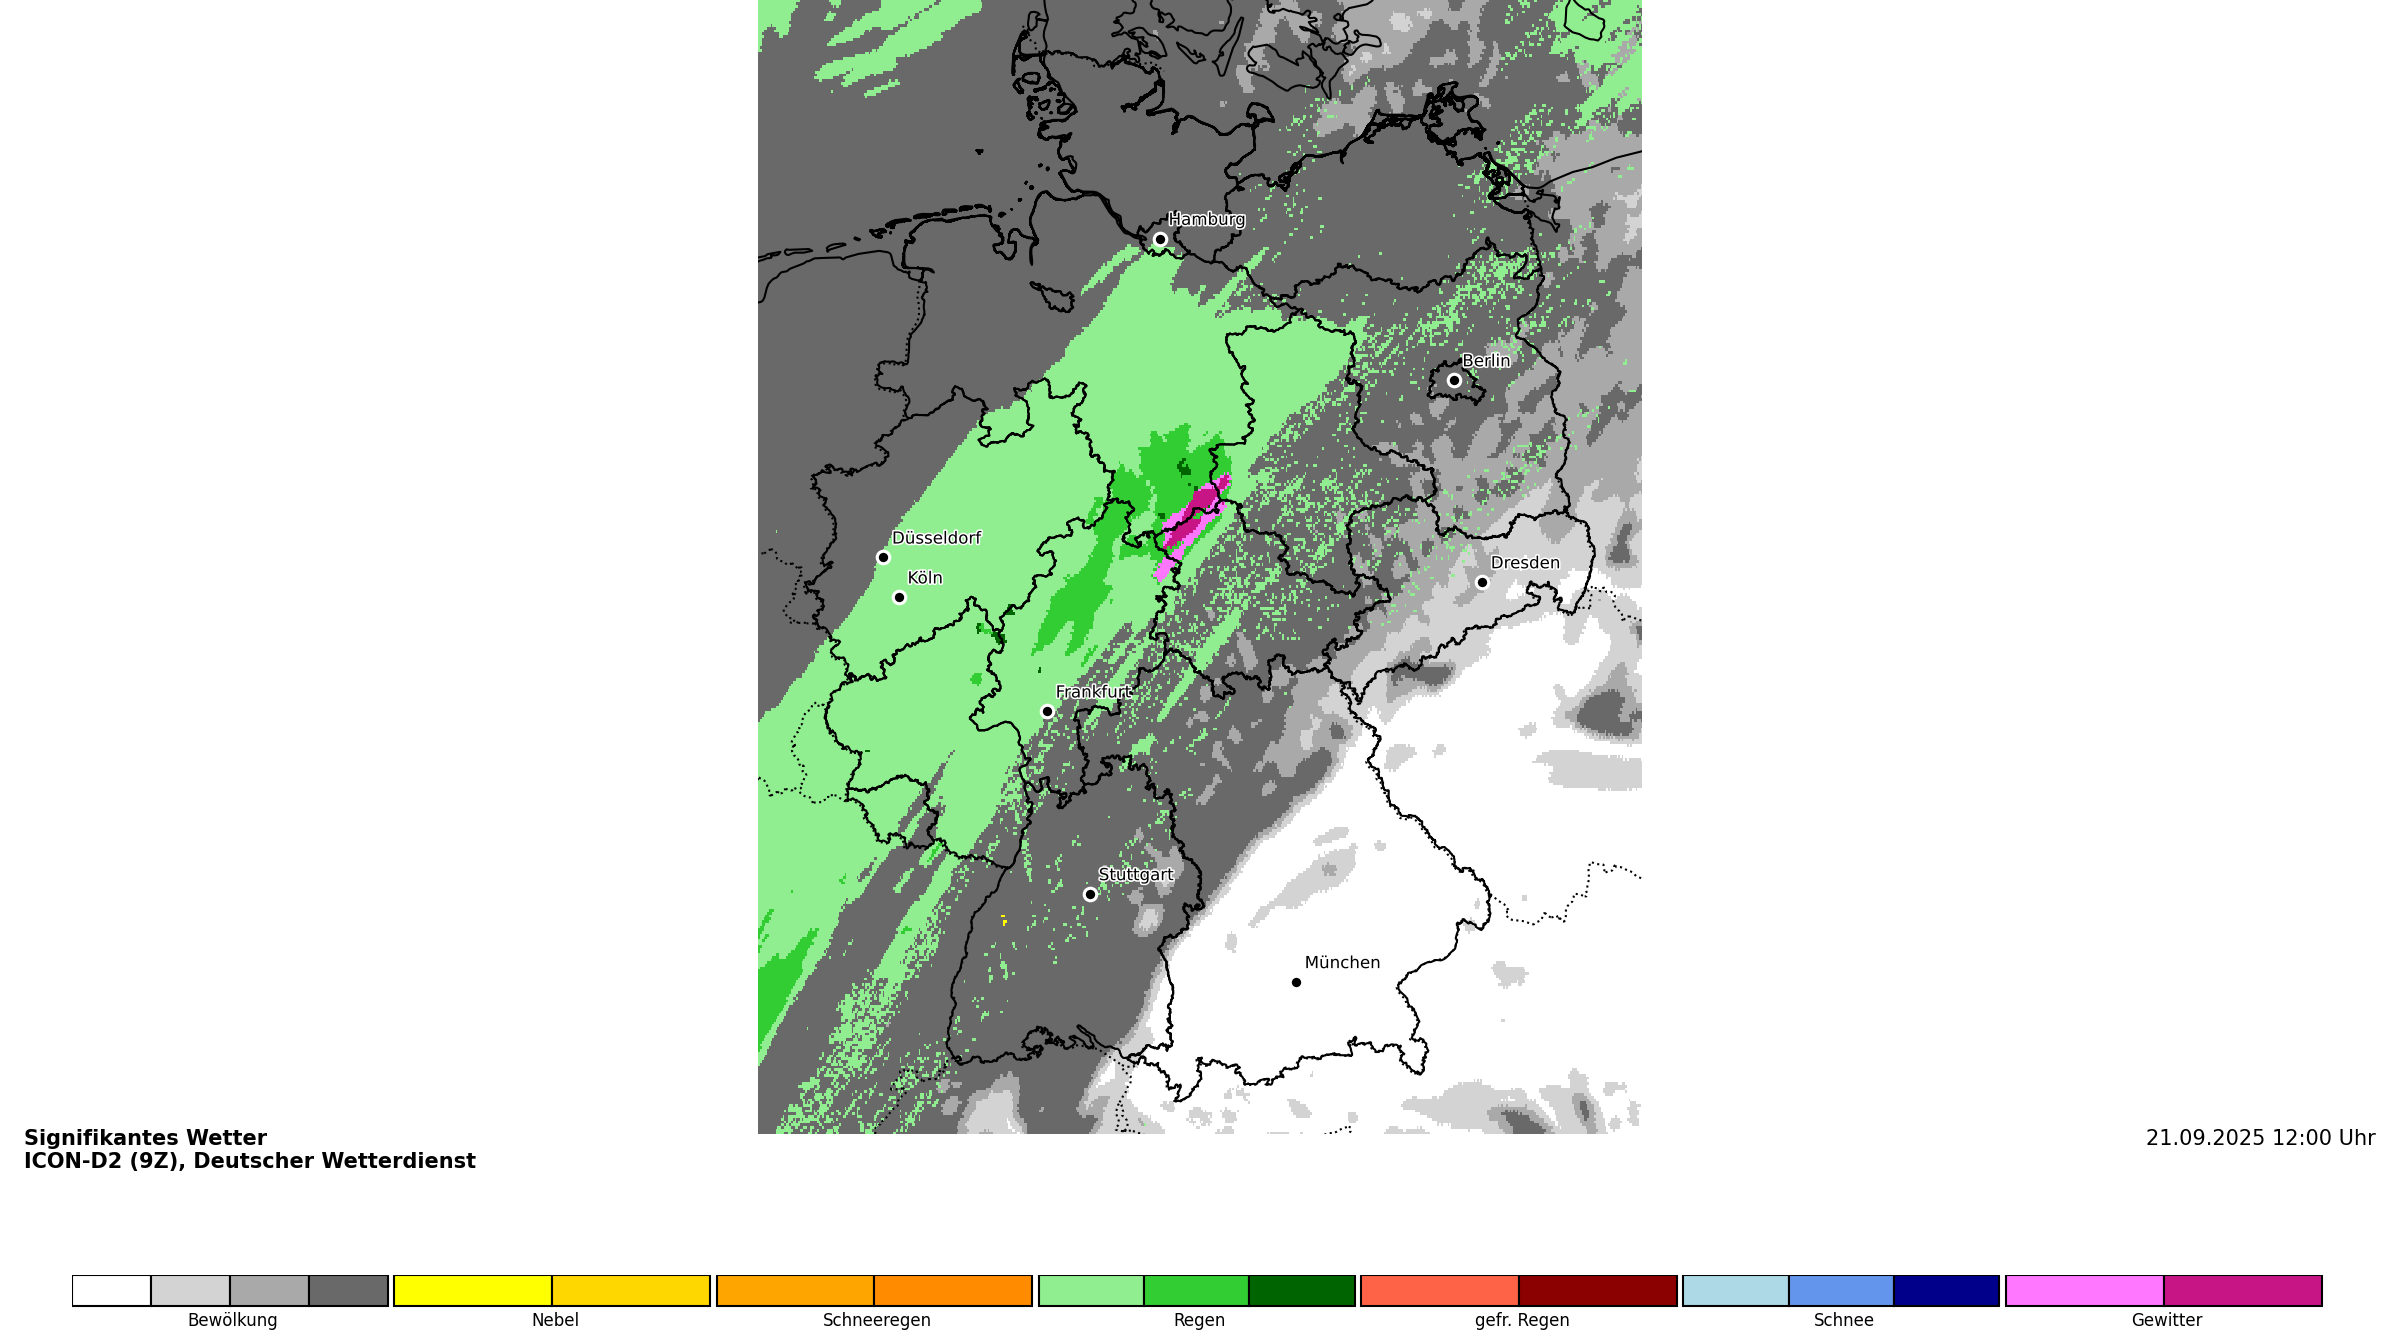 Hamburg
Berlin
Düsseldorf
Köln
Dresden
Frankfurt
Stuttgart
München
Signifikantes Wetter
ICON-D2 (9Z), Deutscher Wetterdienst
21.09.2025 12:00 Uhr
Bewölkung
Nebel
Schneeregen
Regen
gefr. Regen
Schnee
Gewitter